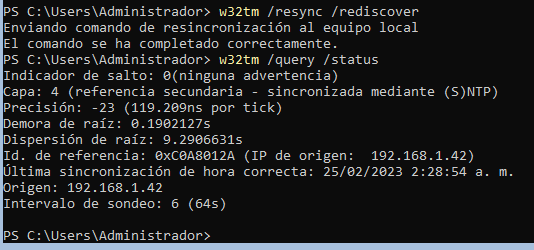 PS C:\Users\Administrador> w32tm /resync /rediscover
Enviando comando de resincronización al equipo local
El comando se ha completado correctamente.
PS C:\Users\Administrador> w32tm /query /status
Indicador de salto: 0(ninguna advertencia)
Capa: 4 (referencia secundaria - sincronizada mediante (S)NTP)
Precisión: -23 (119.209ns por tick)
Demora de raíz: 0.1902127s
Dispersión de raíz: 9.2906631s
Id. de referencia: 0xC0A8012A (IP de origen:  192.168.1.42)
Última sincronización de hora correcta: 25/02/2023 2:28:54 a. m.
Origen: 192.168.1.42
Intervalo de sondeo: 6 (64s)
PS C:\Users\Administrador>